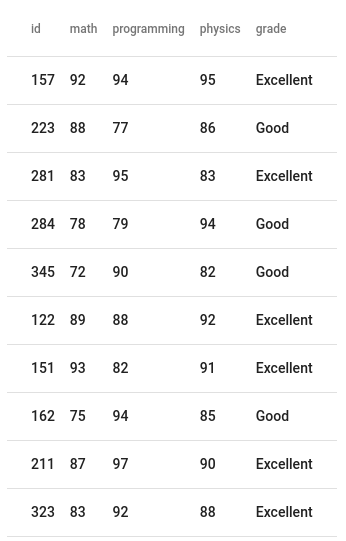 id math programming physics grade
157 92 94 95 Excellent
223 88 77 86 Good
281 83 95 83 Excellent
284 78 79 94 Good
345 72 90 82 Good
122 89 88 92 Excellent
151 93 82 91 Excellent
162 75 94 85 Good
211 87 97 90 Excellent
323 83 92 88 Excellent